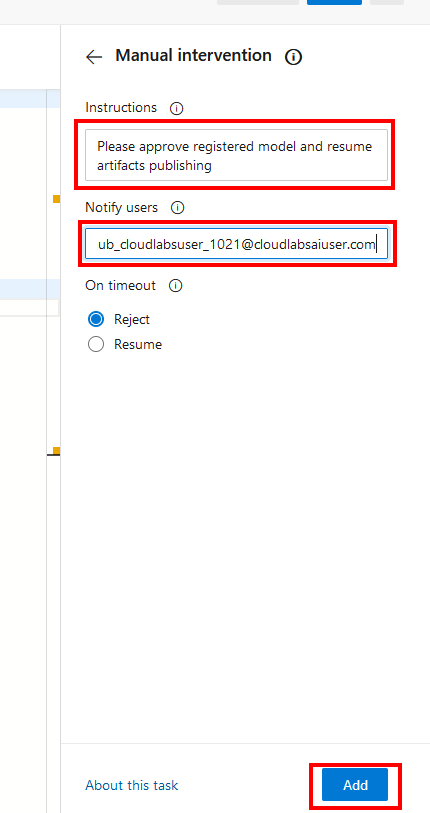 Manual intervention
Instructions
Please approve registered model and resume
artifacts publishing
Notify users
ub_cloudlabsuser_1021@cloudlabsaiuser.com
On timeout
Reject
Resume
About this task
Add